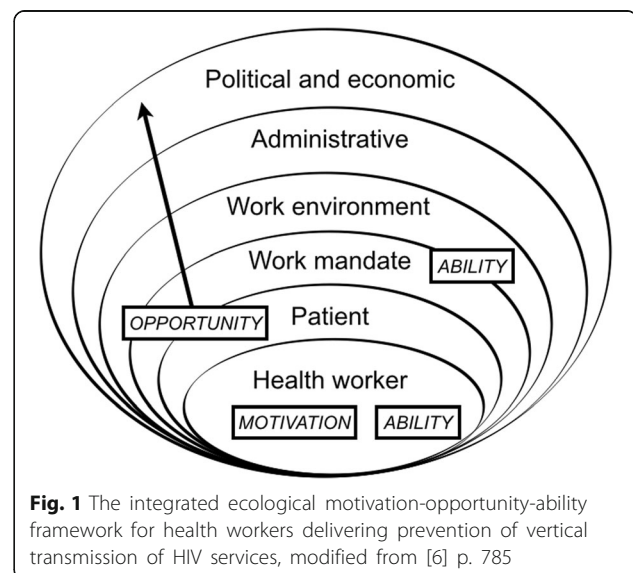 Political and economic
Administrative
Work environment
Work mandate
ABILITY
OPPORTUNITY
Patient
Health worker
MOTIVATION ABILITY
Fig. 1 The integrated ecological motivation-opportunity-ability
framework for health workers delivering prevention of vertical
transmission of HIV services, modified from [6] p. 785